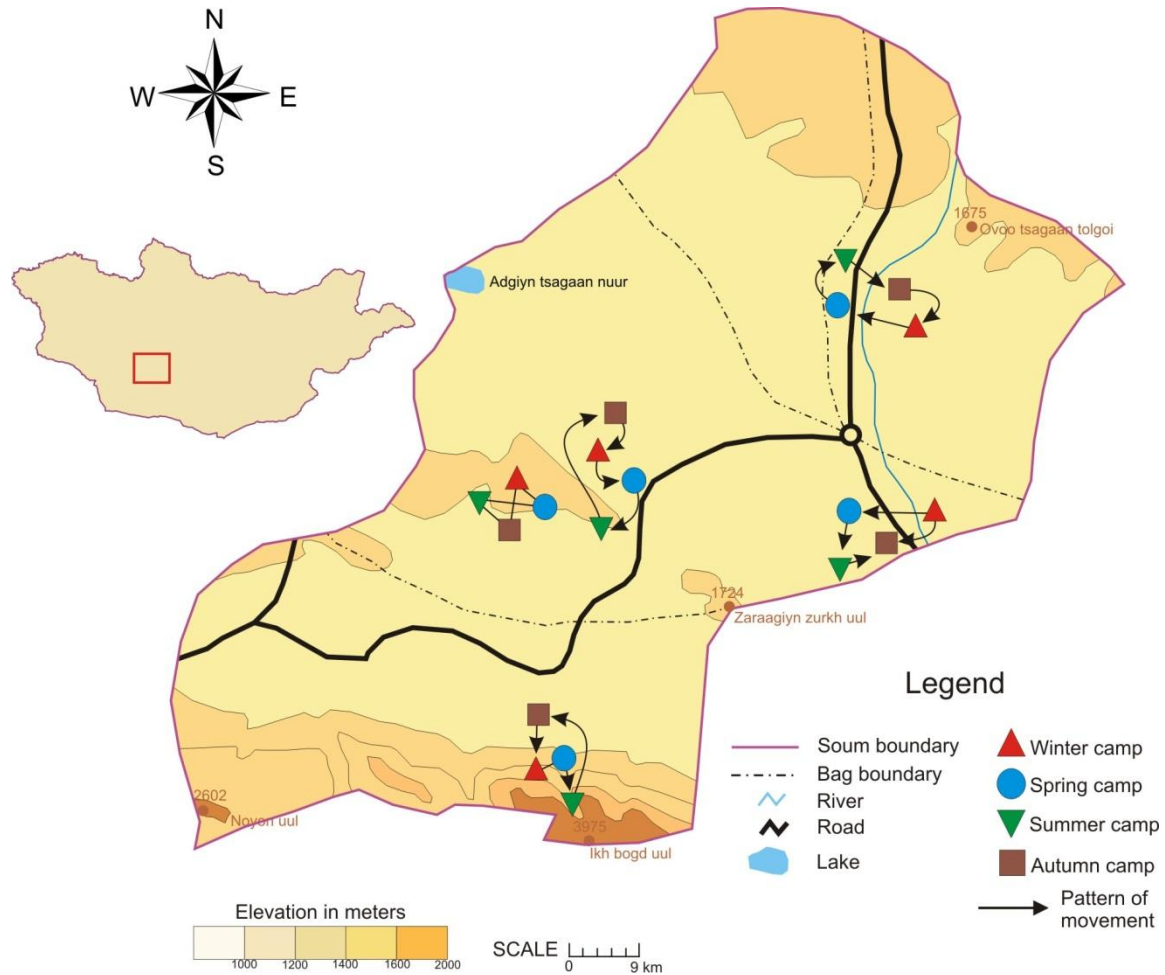 N
W E
S
1675
Ovoo tsagaan tolgoi
Adgiyn tsagaan nuur
1724
Zaraagiyn zurkh uul
2602
Noyon uul
3975
Ikh bogd uul
Legend
Soum boundary
Bag boundary
River
Road
Lake
Winter camp
Spring camp
Summer camp
Autumn camp
Pattern of
movement
Elevation in meters
1000 1200 1400 1600 2000
SCALE
0 9 km